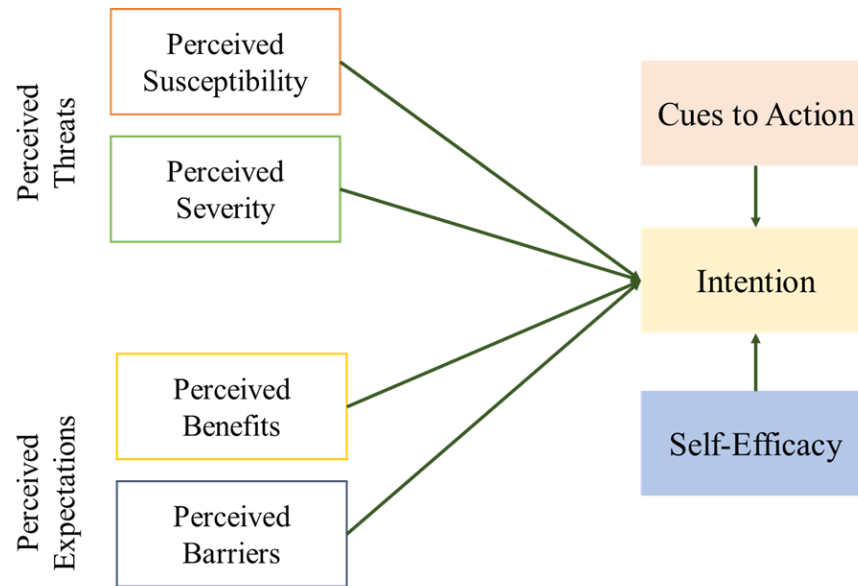 Perceived
Threats
Perceived
Susceptibility
Perceived
Severity
Perceived
Expectations
Perceived
Benefits
Perceived
Barriers
Cues to Action
Intention
Self-Efficacy